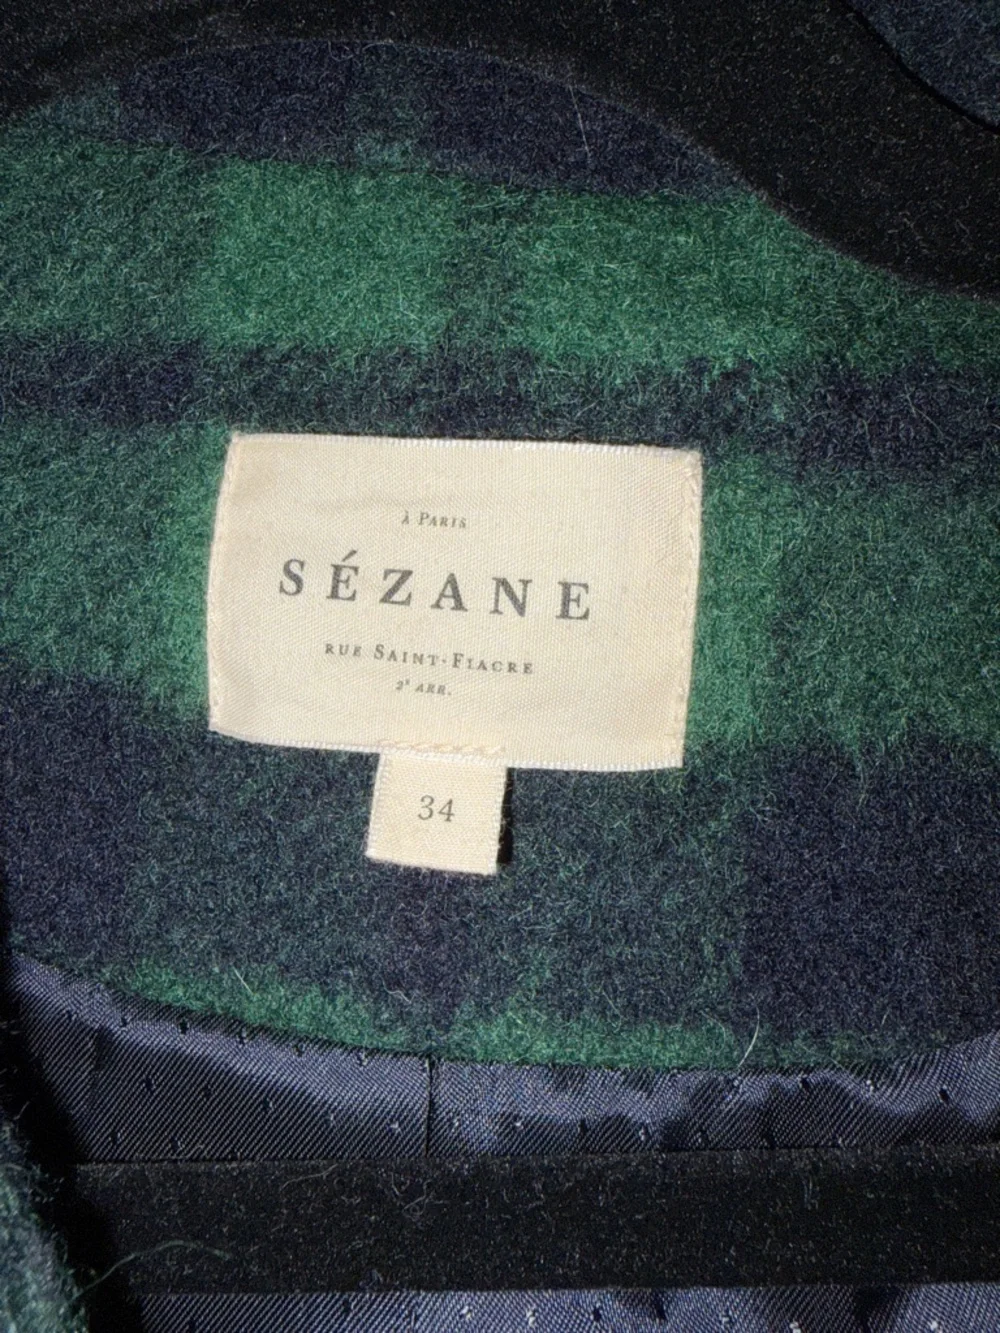 À PARIS
SÉZANE
RUE SAINT-FIACRE
2ᵉ ARR.
34